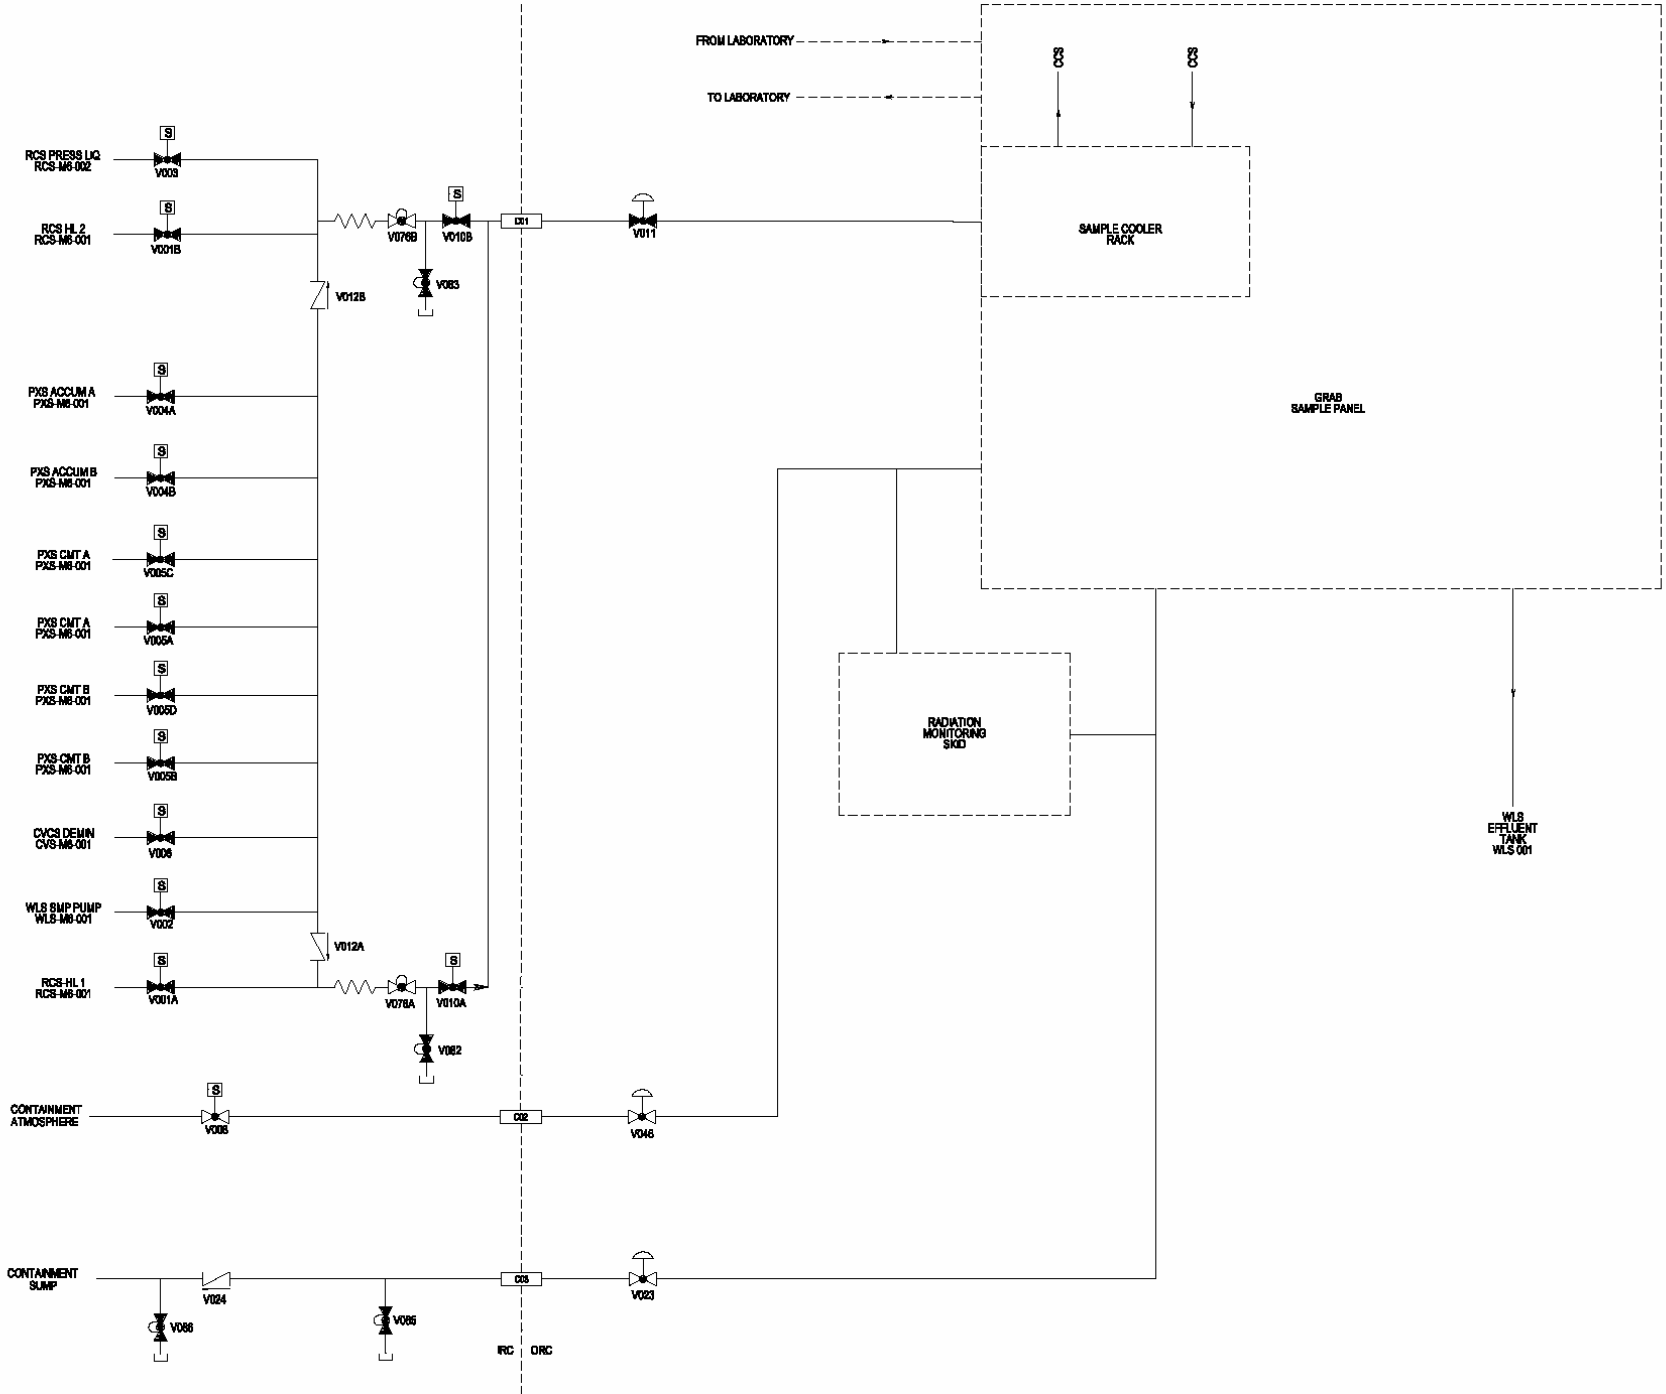 FROM LABORATORY
TO LABORATORY
CCS
CCS
S
RCS PRESS LIQ
RCS-M6-002
V003
S
RCS HL 2
RCS-M6-001
V001B
S
V076B
V010B
C01
V011
V083
V012B
SAMPLE COOLER
RACK
GRAB
SAMPLE PANEL
S
PXS ACCUM A
PXS-M6-001
V004A
S
PXS ACCUM B
PXS-M6-001
V004B
S
PXS CMT A
PXS-M6-001
V005C
S
PXS CMT A
PXS-M6-001
V005A
S
PXS CMT B
PXS-M6-001
V005D
S
PXS CMT B
PXS-M6-001
V005B
RADIATION
MONITORING
SKID
S
CVCS DEMIN
CVS-M6-001
V006
WLS
EFFLUENT
TANK
WLS 001
S
WLS SMP PUMP
WLS-M6-001
V002
V012A
S
RCS-HL 1
RCS-M6-001
V001A
V076A
S
V010A
V082
S
CONTAINMENT
ATMOSPHERE
V008
C02
V046
CONTAINMENT
SUMP
V024
C03
V023
V086
V085
IRC
ORC